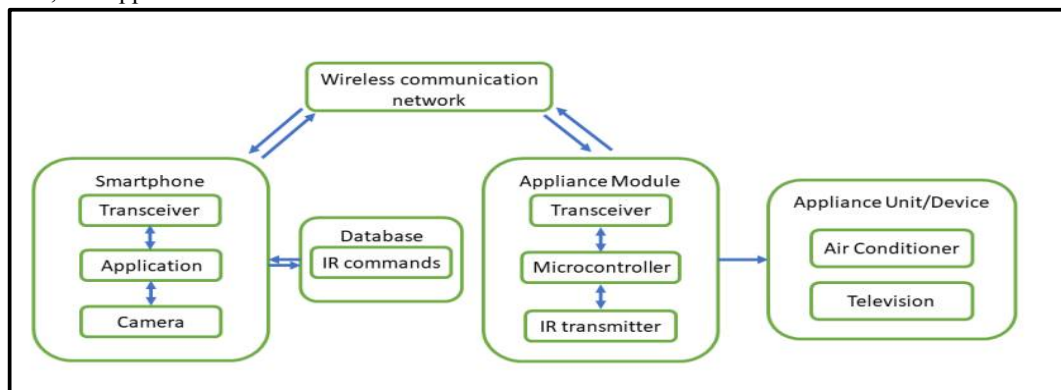 Wireless communication
network
Smartphone
Transceiver
Application
Camera
Database
IR commands
Appliance Module
Transceiver
Microcontroller
IR transmitter
Appliance Unit/Device
Air Conditioner
Television